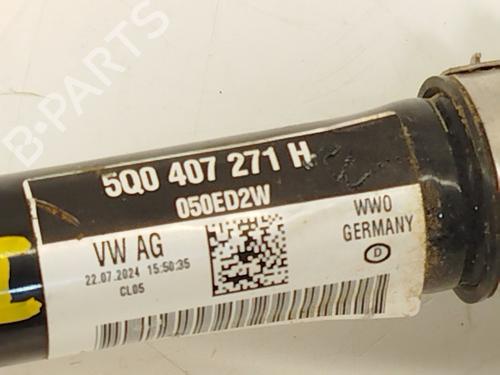 B-PARTS
5Q0 407 271 H
050ED2W
VW AG
22.07.2024 15:50:35
CL05
WWO
GERMANY
D